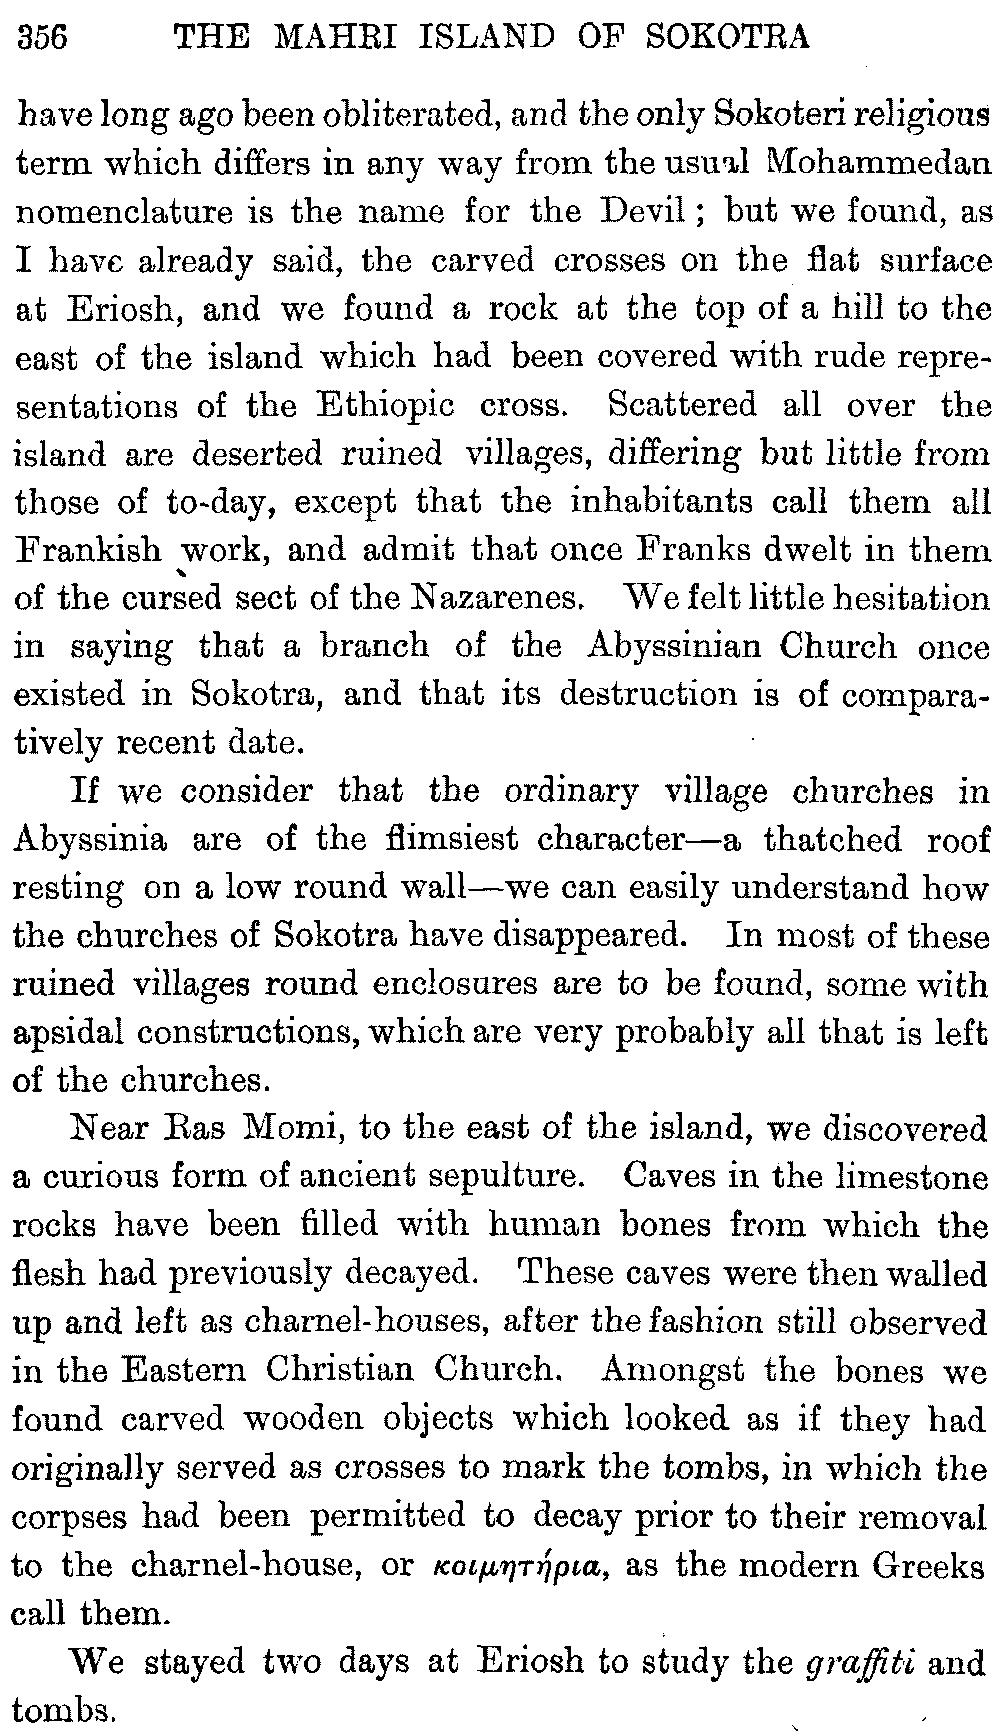 356 THE MAHRI ISLAND OF SOKOTRA
have long ago been obliterated, and the only Sokoteri religious
term which differs in any way from the usual Mohammedan
nomenclature is the name for the Devil ; but we found, as
I have already said, the carved crosses on the flat surface
at Eriosh, and we found a rock at the top of a hill to the
east of the island which had been covered with rude repre-
sentations of the Ethiopic cross. Scattered all over the
island are deserted ruined villages, differing but little from
those of to-day, except that the inhabitants call them all
Frankish work, and admit that once Franks dwelt in them
of the cursed sect of the Nazarenes. We felt little hesitation
in saying that a branch of the Abyssinian Church once
existed in Sokotra, and that its destruction is of compara-
tively recent date.
If we consider that the ordinary village churches in
Abyssinia are of the flimsiest character—a thatched roof
resting on a low round wall—we can easily understand how
the churches of Sokotra have disappeared. In most of these
ruined villages round enclosures are to be found, some with
apsidal constructions, which are very probably all that is left
of the churches.
Near Ras Momi, to the east of the island, we discovered
a curious form of ancient sepulture. Caves in the limestone
rocks have been filled with human bones from which the
flesh had previously decayed. These caves were then walled
up and left as charnel-houses, after the fashion still observed
in the Eastern Christian Church. Amongst the bones we
found carved wooden objects which looked as if they had
originally served as crosses to mark the tombs, in which the
corpses had been permitted to decay prior to their removal
to the charnel-house, or κοιμητήρια, as the modern Greeks
call them.
We stayed two days at Eriosh to study the graffiti and
tombs.